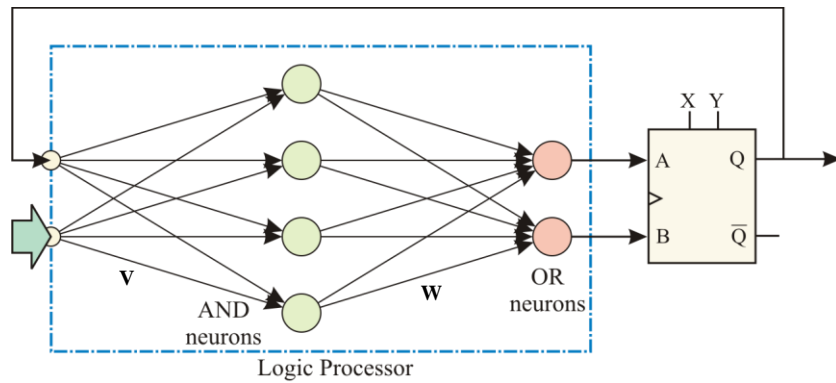 X Y
A Q
B Q̅
V
W
AND
neurons
OR
neurons
Logic Processor